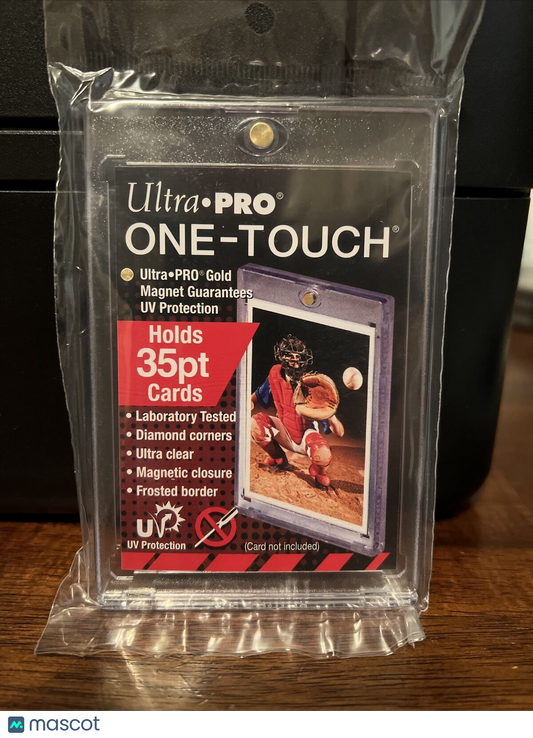 Ultra•PRO®
ONE-TOUCH®
Ultra•PRO® Gold
Magnet Guarantees
UV Protection
Holds
35pt
Cards
• Laboratory Tested
• Diamond corners
• Ultra clear
• Magnetic closure
• Frosted border
UV
UV Protection
(Card not included)
mascot